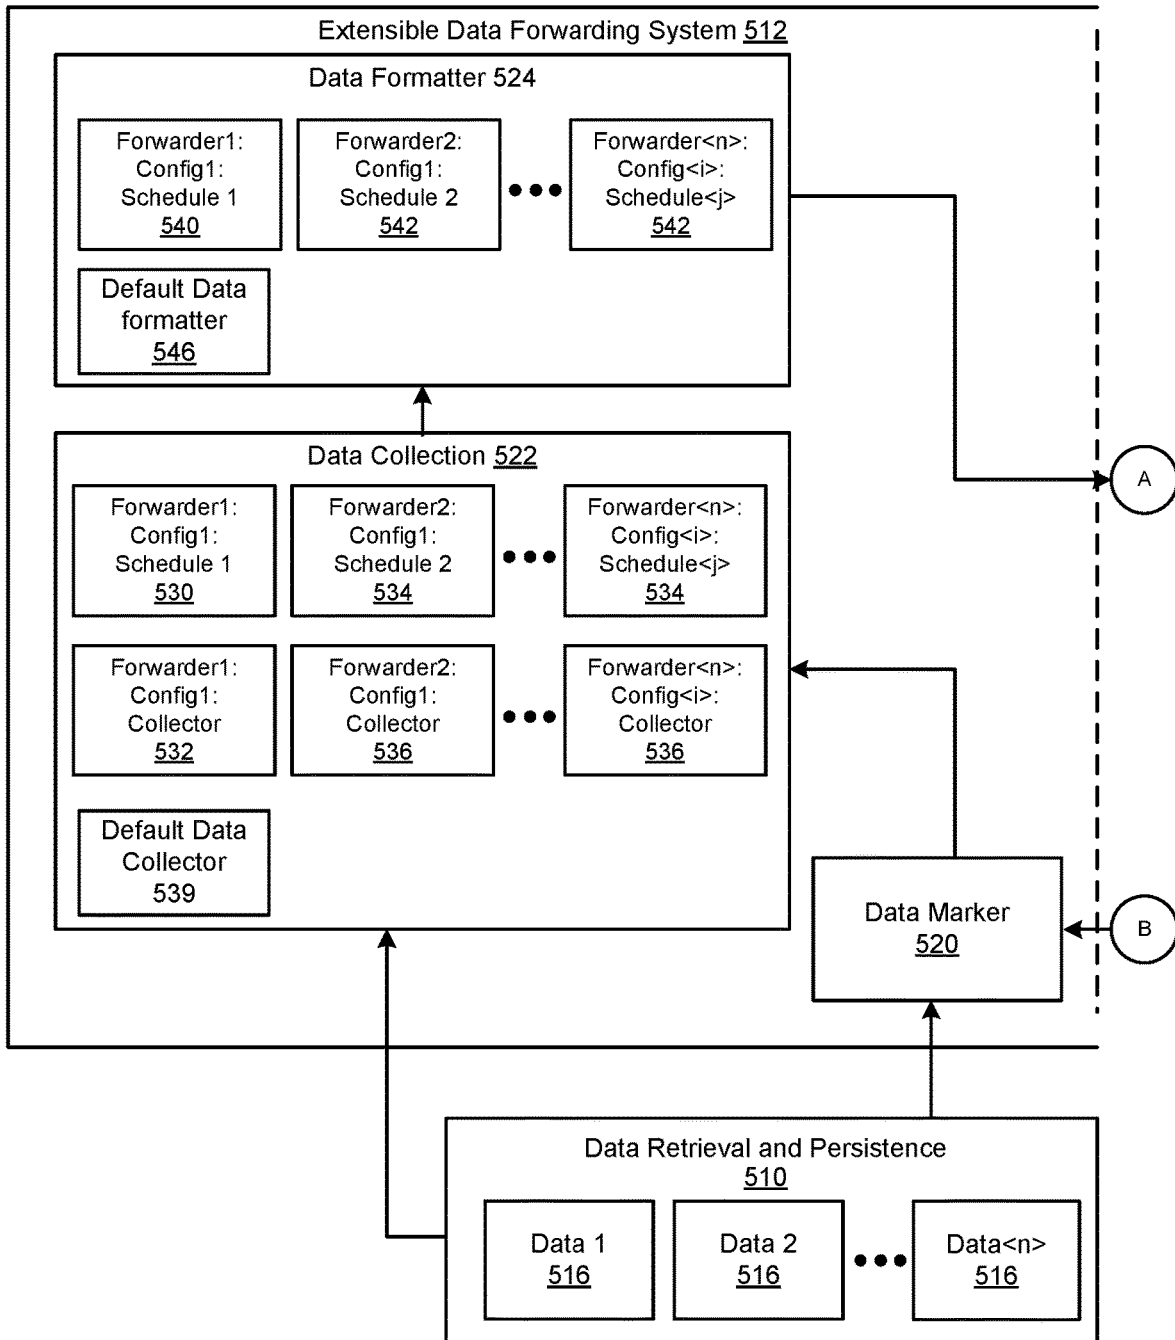 Extensible Data Forwarding System 512
Data Formatter 524
Forwarder1:
Config1:
Schedule 1
540
Forwarder2:
Config1:
Schedule 2
542
Forwarder<n>:
Config<i>:
Schedule<j>
542
Default Data
formatter
546
Data Collection 522
Forwarder1:
Config1:
Schedule 1
530
Forwarder2:
Config1:
Schedule 2
534
Forwarder<n>:
Config<i>:
Schedule<j>
534
Forwarder1:
Config1:
Collector
532
Forwarder2:
Config1:
Collector
536
Forwarder<n>:
Config<i>:
Collector
536
Default Data
Collector
539
A
Data Marker
520
B
Data Retrieval and Persistence
510
Data 1
516
Data 2
516
Data<n>
516